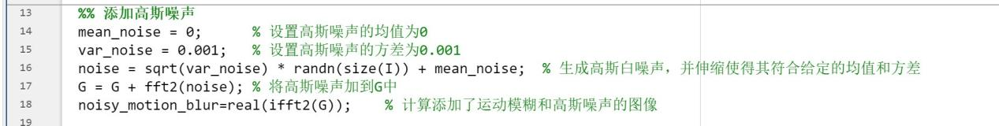 13 %% 添加高斯噪声
14 mean_noise = 0; % 设置高斯噪声的均值为0
15 var_noise = 0.001; % 设置高斯噪声的方差为0.001
16 noise = sqrt(var_noise) * randn(size(I)) + mean_noise; % 生成高斯白噪声，并伸缩使得其符合给定的均值和方差
17 G = G + fft2(noise); % 将高斯噪声加到G中
18 noisy_motion_blur=real(ifft2(G)); % 计算添加了运动模糊和高斯噪声的图像
19